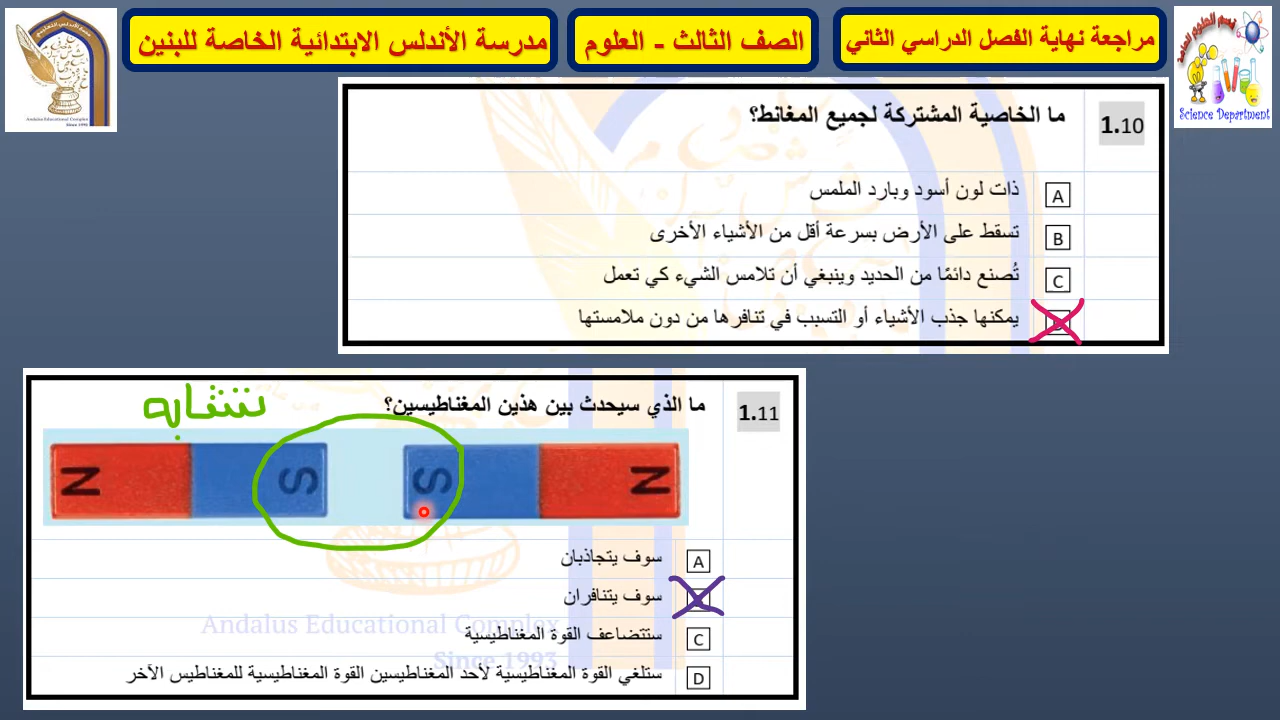 مراجعة نهاية الفصل الدراسي الثاني
الصف الثالث - العلوم
مدرسة الأندلس الابتدائية الخاصة للبنين
قسم العلوم العامة
Science Department
Andalus Educational Complex
Since 1993
1.10
ما الخاصية المشتركة لجميع المغانط؟
A ذات لون أسود وبارد الملمس
B تسقط على الأرض بسرعة أقل من الأشياء الأخرى
C تُصنع دائمًا من الحديد وينبغي أن تلامس الشيء كي تعمل
يمكنها جذب الأشياء أو التسبب في تنافرها من دون ملامستها
1.11
ما الذي سيحدث بين هذين المغناطيسين؟
تتشابه
N S S N
A سوف يتجاذبان
سوف يتنافران
C ستتضاعف القوة المغناطيسية
D ستلغي القوة المغناطيسية لأحد المغناطيسين القوة المغناطيسية للمغناطيس الآخر
Andalus Educational Complex
Since 1993